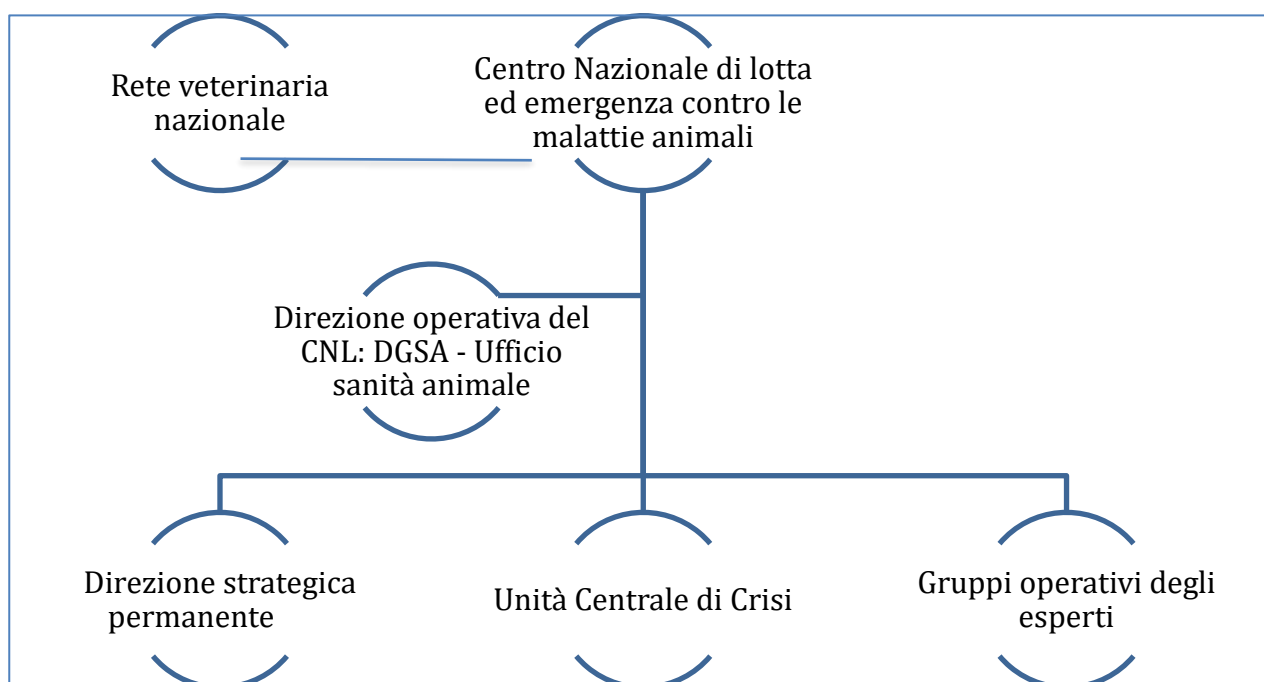 Rete veterinaria
nazionale
Centro Nazionale di lotta
ed emergenza contro le
malattie animali
Direzione operativa del
CNL: DGSA - Ufficio
sanità animale
Direzione strategica
permanente
Unità Centrale di Crisi
Gruppi operativi degli
esperti